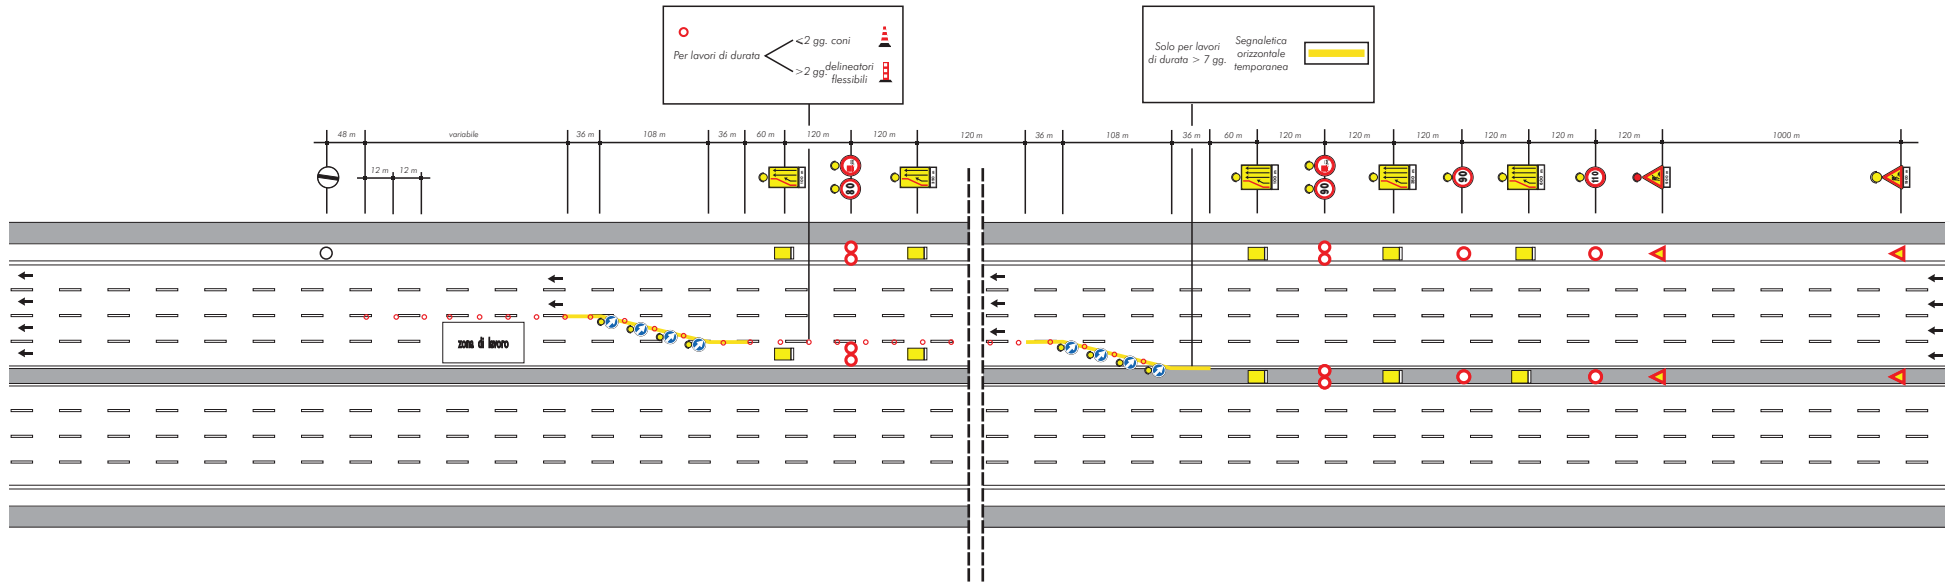 <2 gg. coni
Per lavori di durata
>2 gg. delineatori
flessibili
Solo per lavori
di durata > 7 gg.
Segnaletica
orizzontale
temporanea
48 m variabile 36 m 108 m 36 m 60 m 120 m 120 m 120 m 36 m 108 m 36 m 60 m 120 m 120 m 120 m 120 m 120 m 120 m 1000 m
12 m 12 m
80
90
90
110
zona di lavoro